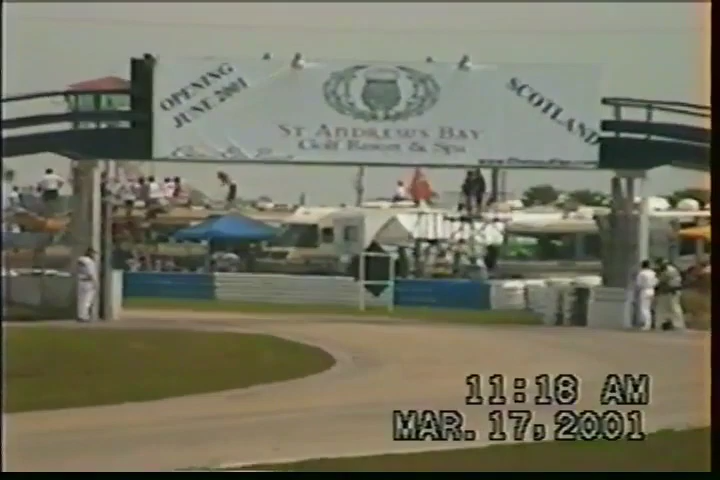 OPENING
JUNE 2001
SCOTLAND
ST ANDREWS BAY
Golf Resort & Spa
11:18 AM
MAR. 17, 2001